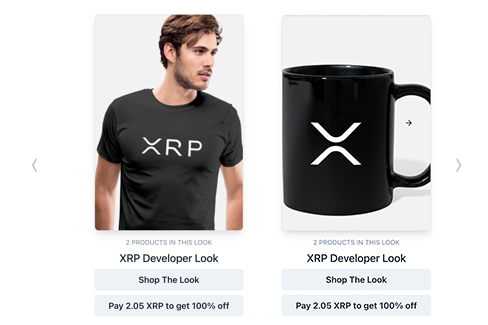 XRP
2 PRODUCTS IN THIS LOOK
XRP Developer Look
Shop The Look
Pay 2.05 XRP to get 100% off
2 PRODUCTS IN THIS LOOK
XRP Developer Look
Shop The Look
Pay 2.05 XRP to get 100% off